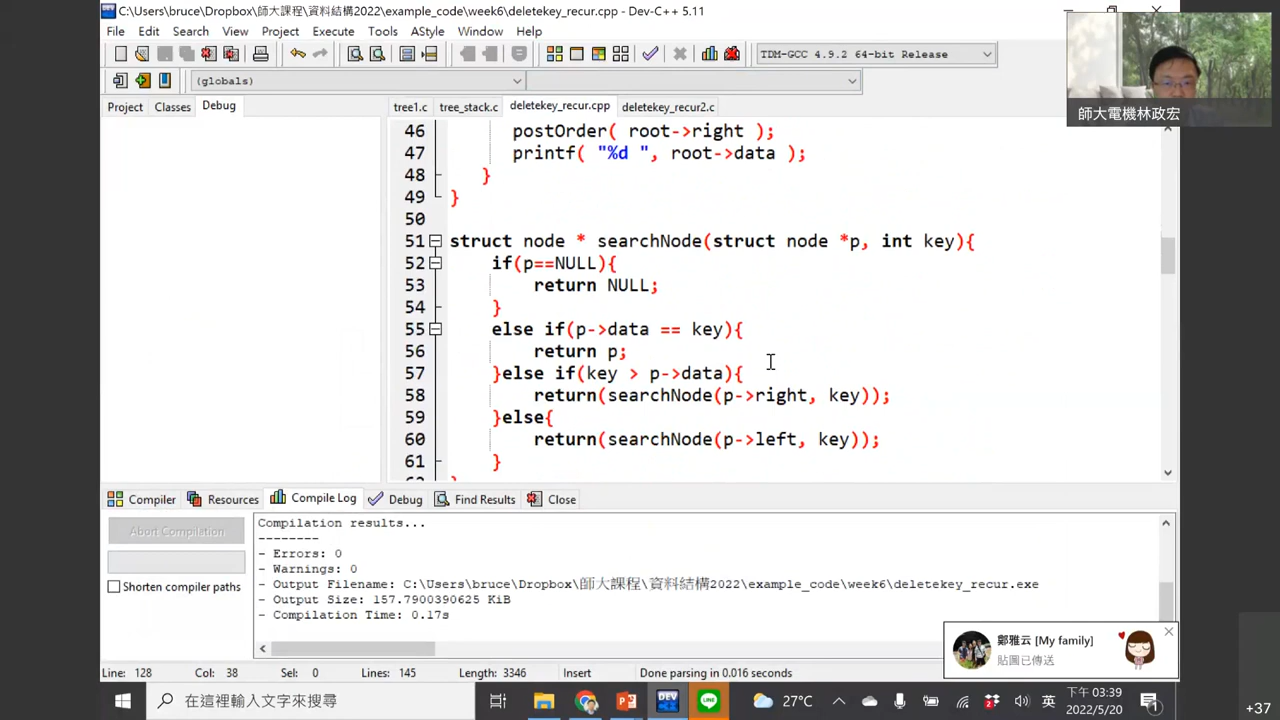 C:\Users\bruce\Dropbox\師大課程\資料結構2022\example_code\week6\deletekey_recur.cpp - Dev-C++ 5.11
File Edit Search View Project Execute Tools AStyle Window Help
TDM-GCC 4.9.2 64-bit Release
(globals)
Project Classes Debug
tree1.c tree_stack.c deletekey_recur.cpp deletekey_recur2.c
師大電機林政宏
46 postOrder( root->right );
47 printf( "%d ", root->data );
48 }
49 }
50
51 struct node * searchNode(struct node *p, int key){
52 if(p==NULL){
53 return NULL;
54 }
55 else if(p->data == key){
56 return p;
57 }else if(key > p->data){
58 return(searchNode(p->right, key));
59 }else{
60 return(searchNode(p->left, key));
61 }
Compiler Resources Compile Log Debug Find Results Close
Abort Compilation
Shorten compiler paths
Compilation results...
--------
- Errors: 0
- Warnings: 0
- Output Filename: C:\Users\bruce\Dropbox\師大課程\資料結構2022\example_code\week6\deletekey_recur.exe
- Output Size: 157.7900390625 KiB
- Compilation Time: 0.17s
鄭雅云 [My family]
貼圖已傳送
Line: 128 Col: 38 Sel: 0 Lines: 145 Length: 3346 Insert Done parsing in 0.016 seconds
在這裡輸入文字來搜尋
27°C
英
下午 03:39
2022/5/20
1
+37